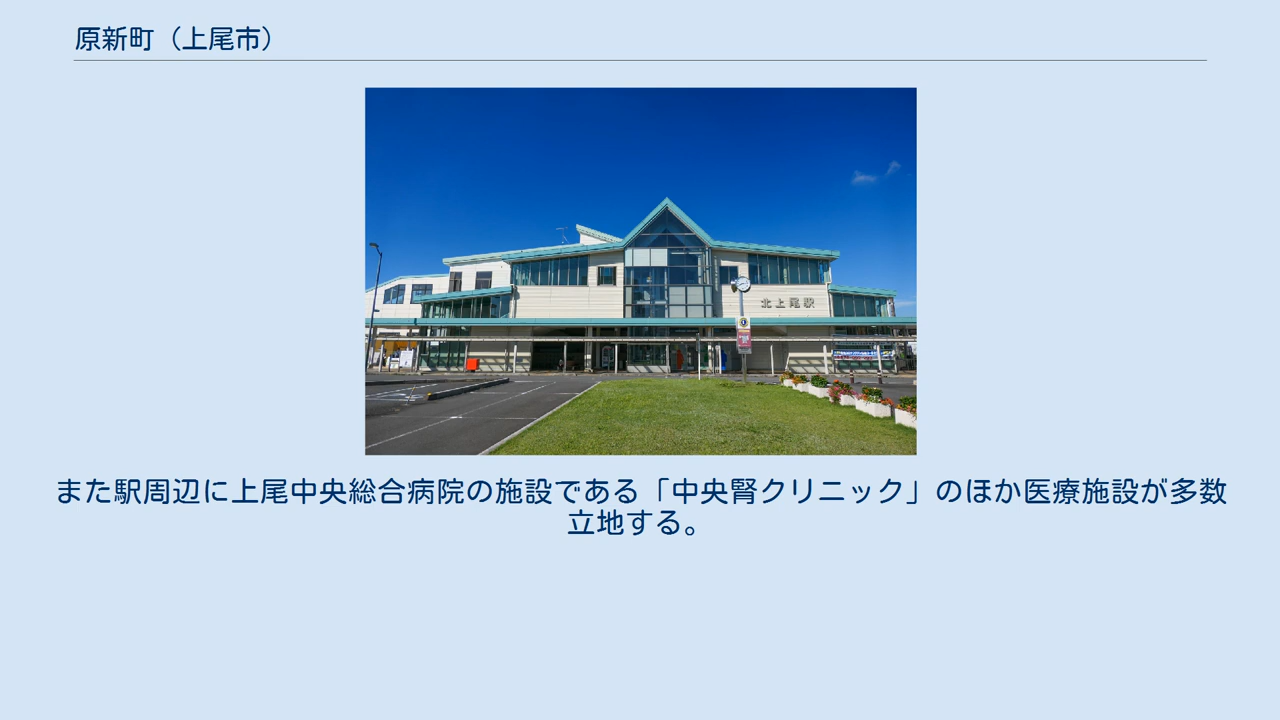 原新町（上尾市）
北上尾駅
また駅周辺に上尾中央総合病院の施設である「中央腎クリニック」のほか医療施設が多数
立地する。